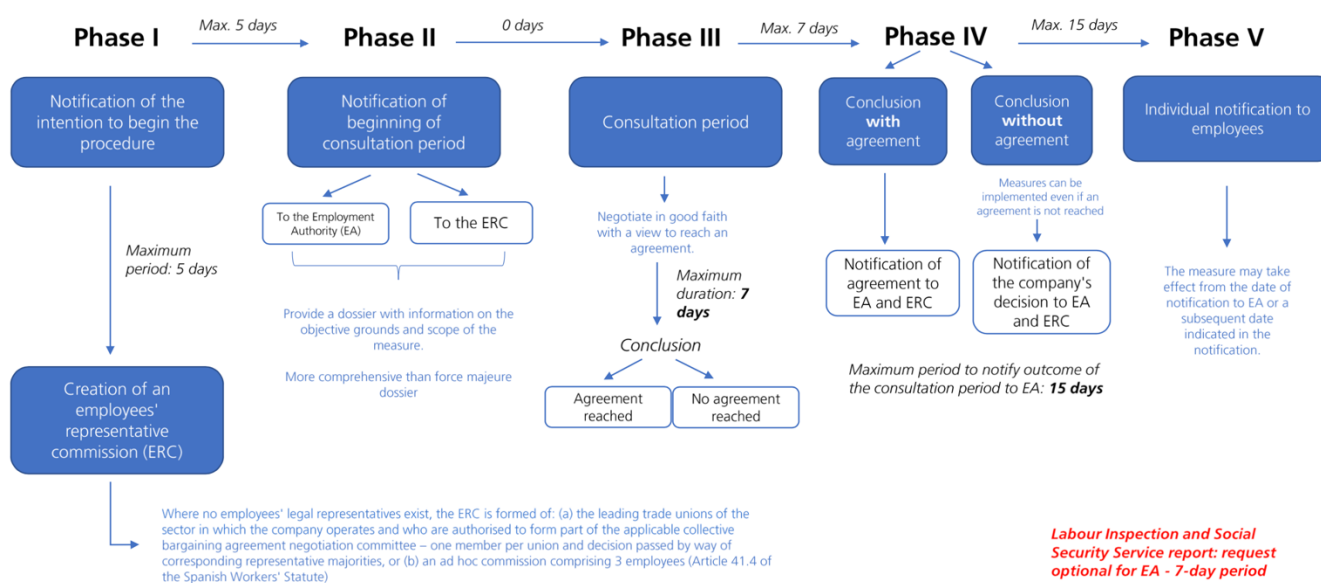 Phase I
Max. 5 days
Phase II
0 days
Phase III
Max. 7 days
Phase IV
Max. 15 days
Phase V
Notification of the
intention to begin the
procedure
Notification of
beginning of
consultation period
Consultation period
Conclusion
with
agreement
Conclusion
without
agreement
Individual notification to
employees
Maximum
period: 5 days
To the Employment
Authority (EA)
To the ERC
Provide a dossier with information on the
objective grounds and scope of the
measure.
More comprehensive than force majeure
dossier
Negotiate in good faith
with a view to reach an
agreement.
Maximum
duration: 7
days
Conclusion
Agreement
reached
No agreement
reached
Measures can be
implemented even if an
agreement is not reached
Notification of
agreement to
EA and ERC
Notification of
the company's
decision to EA
and ERC
Maximum period to notify outcome of
the consultation period to EA: 15 days
The measure may take
effect from the date of
notification to EA or a
subsequent date
indicated in the
notification.
Creation of an
employees'
representative
commission (ERC)
Where no employees' legal representatives exist, the ERC is formed of: (a) the leading trade unions of the
sector in which the company operates and who are authorised to form part of the applicable collective
bargaining agreement negotiation committee – one member per union and decision passed by way of
corresponding representative majorities, or (b) an ad hoc commission comprising 3 employees (Article 41.4
of the Spanish Workers' Statute)
Labour Inspection and Social
Security Service report: request
optional for EA - 7-day period